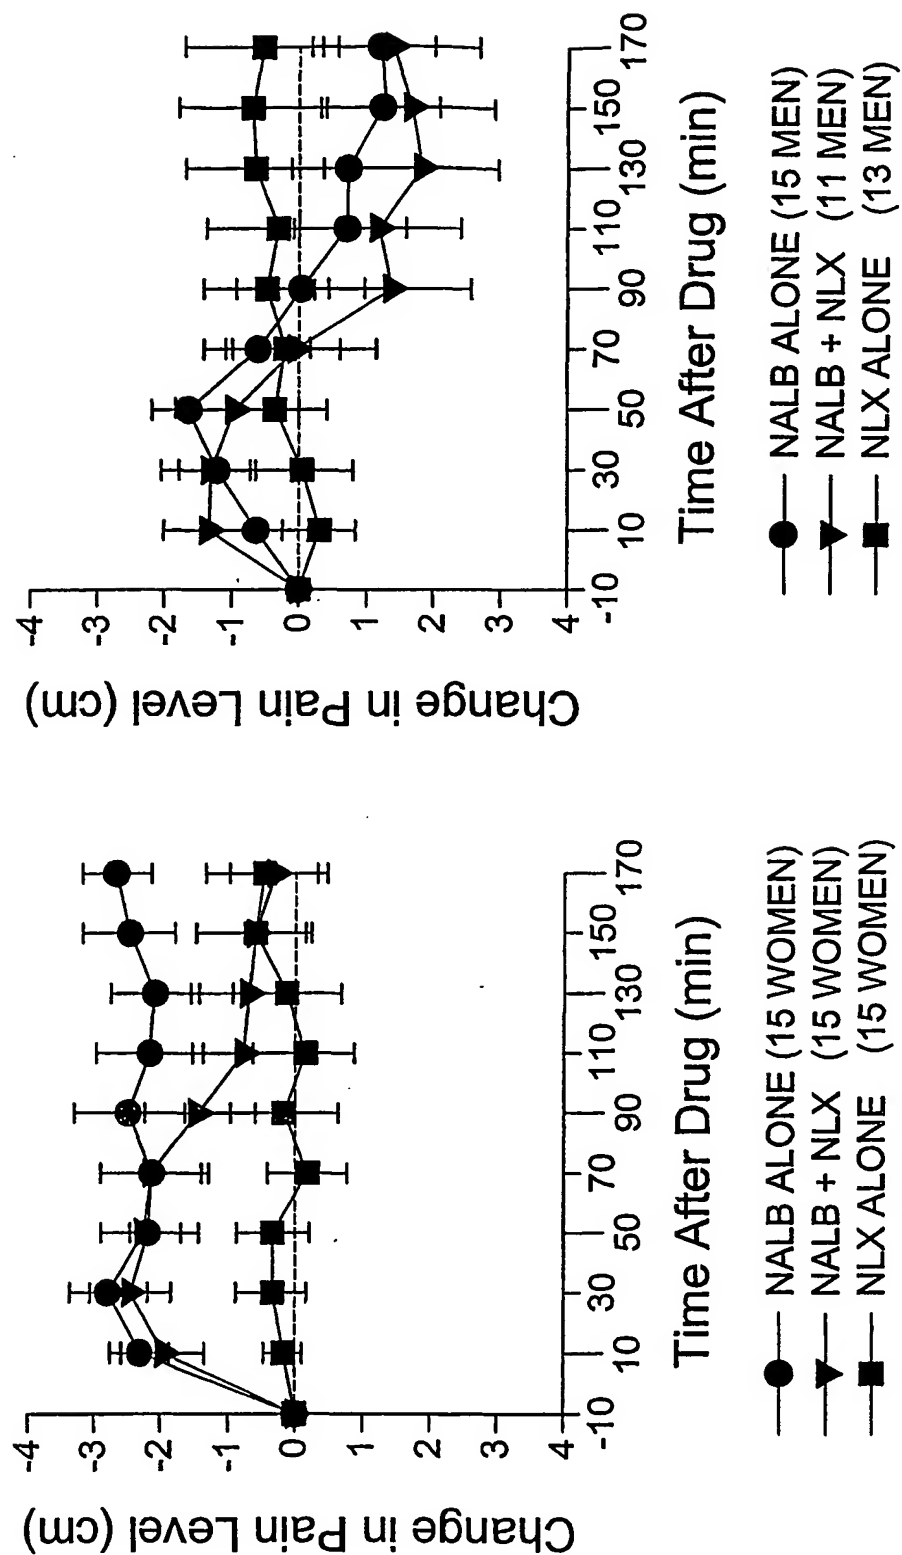 Change in Pain Level (cm)
-4
-3
-2
-1
0
1
2
3
4
-10 10 30 50 70 90 110 130 150 170
Time After Drug (min)
NALB ALONE (15 WOMEN)
NALB + NLX (15 WOMEN)
NLX ALONE (15 WOMEN)
Change in Pain Level (cm)
-4
-3
-2
-1
0
1
2
3
4
-10 10 30 50 70 90 110 130 150 170
Time After Drug (min)
NALB ALONE (15 MEN)
NALB + NLX (11 MEN)
NLX ALONE (13 MEN)